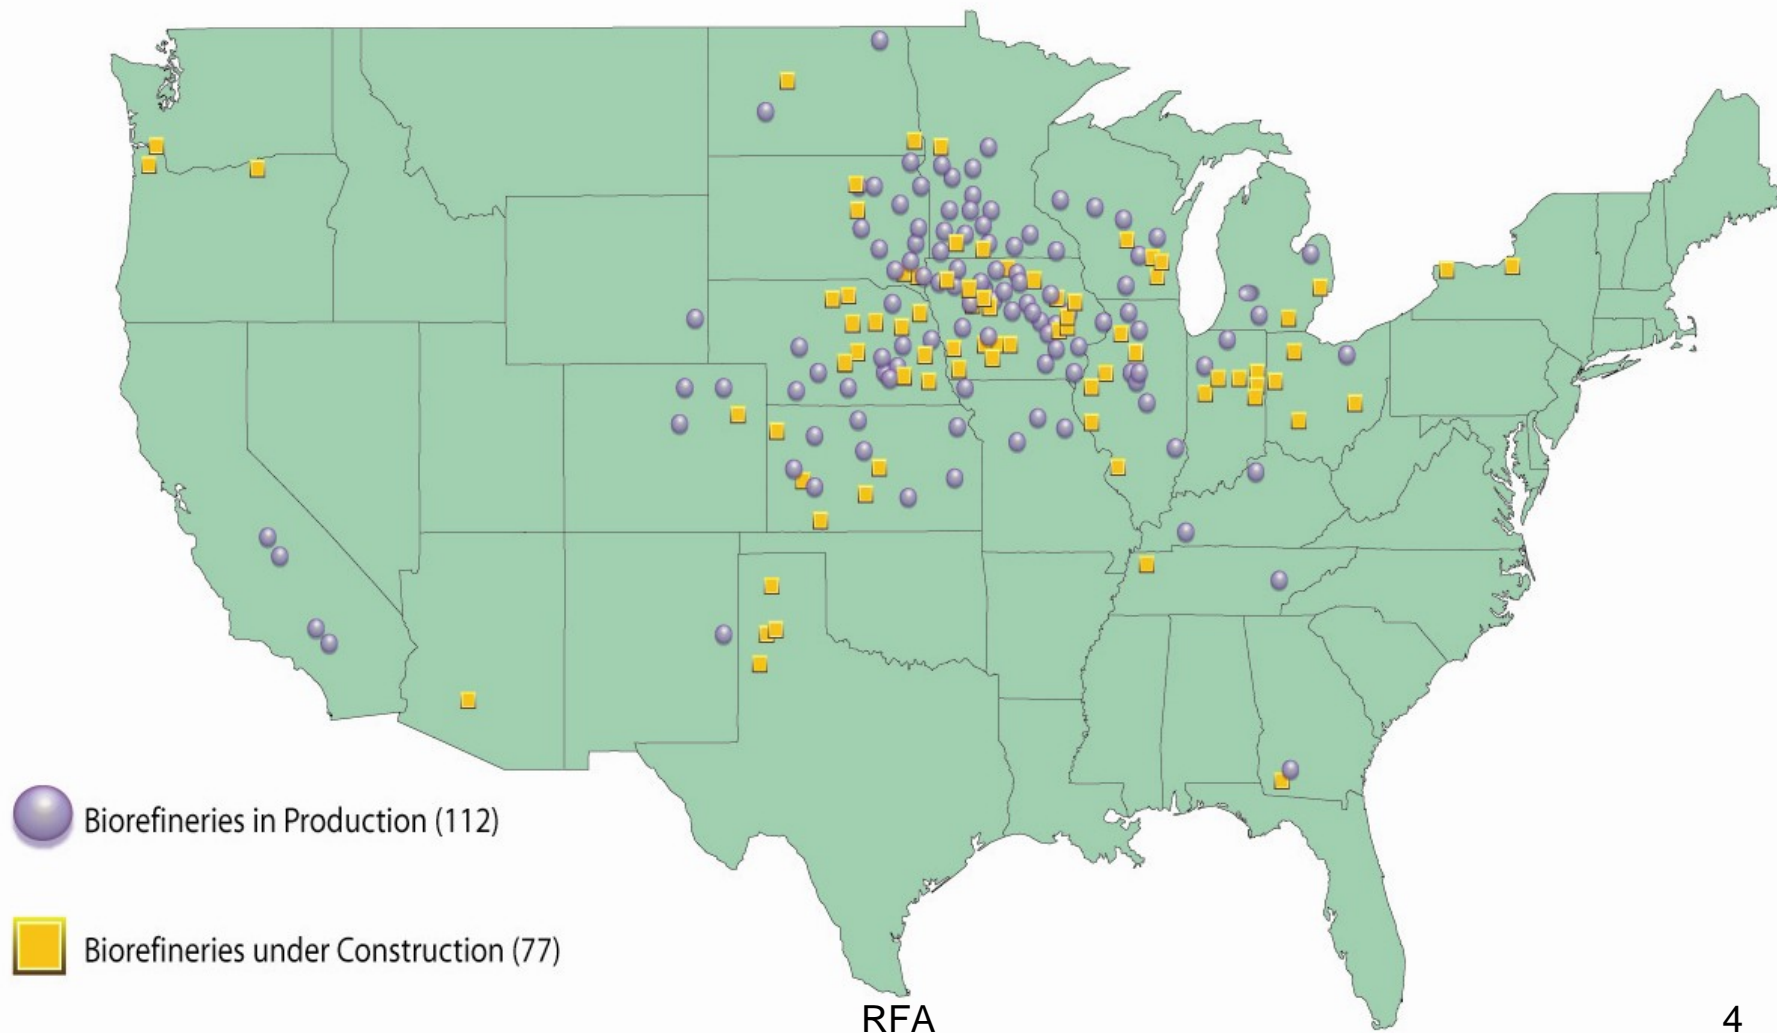 Biorefineries in Production (112)
Biorefineries under Construction (77)
RFA
4